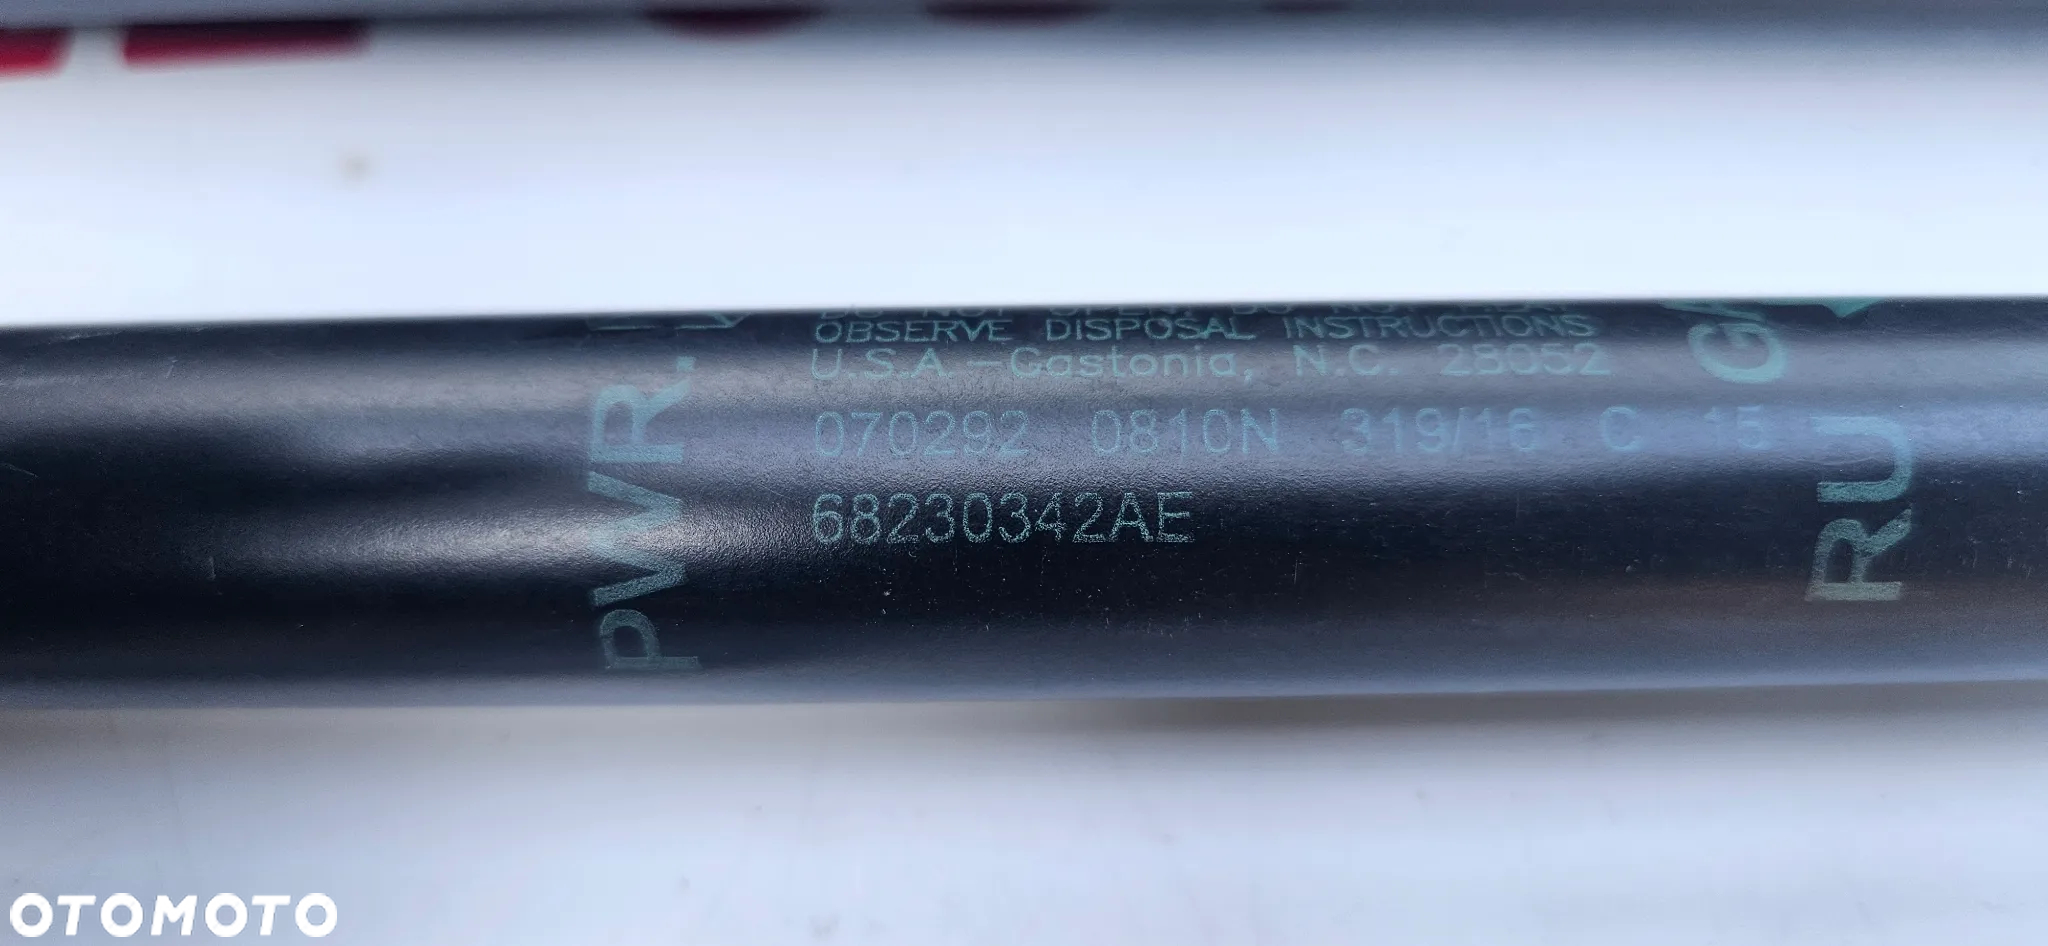 OBSERVE DISPOSAL INSTRUCTIONS
U.S.A.-Gastonia, N.C. 28052
070292 0810N 319/16 C 15
68230342AE
PWR.
RU
OTOMOTO